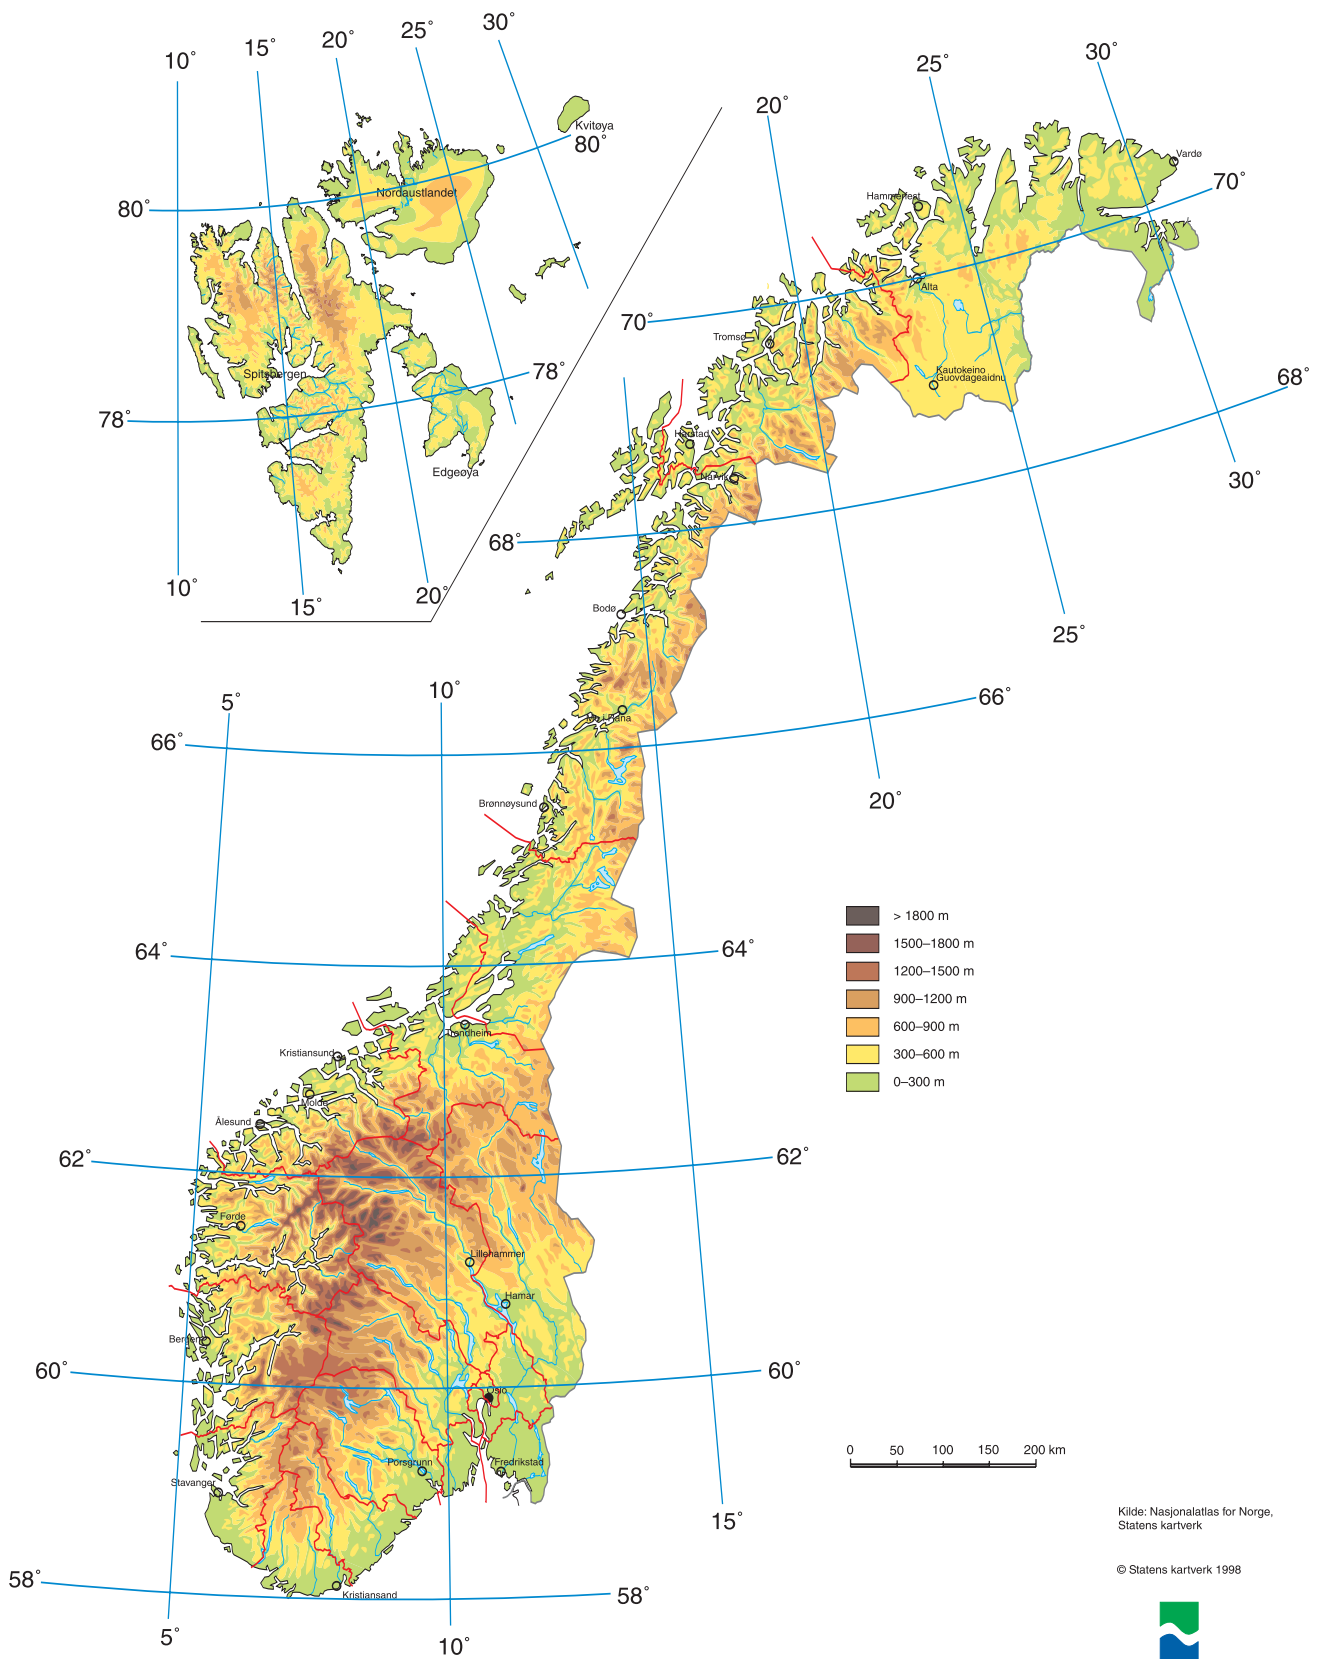 30°
25°
20°
15°
10°
Kvitøya
80°
Nordaustlandet
80°
Spitsbergen
78°
78°
Edgeøya
10°
15°
20°
30°
25°
20°
Vardø
70°
Hammerfest
Alta
70°
Tromsø
Kautokeino
Guovdageaidnu
68°
Harstad
Narvik
30°
68°
Bodø
25°
5°
10°
66°
Mo i Rana
66°
Brønnøysund
20°
> 1800 m
1500–1800 m
1200–1500 m
900–1200 m
600–900 m
300–600 m
0–300 m
64°
64°
Trondheim
Kristiansund
Molde
Ålesund
62°
62°
Førde
Lillehammer
Hamar
Bergen
60°
60°
Oslo
0 50 100 150 200 km
Porsgrunn
Fredrikstad
Stavanger
15°
Kilde: Nasjonalatlas for Norge,
Statens kartverk
© Statens kartverk 1998
58°
58°
Kristiansand
5°
10°